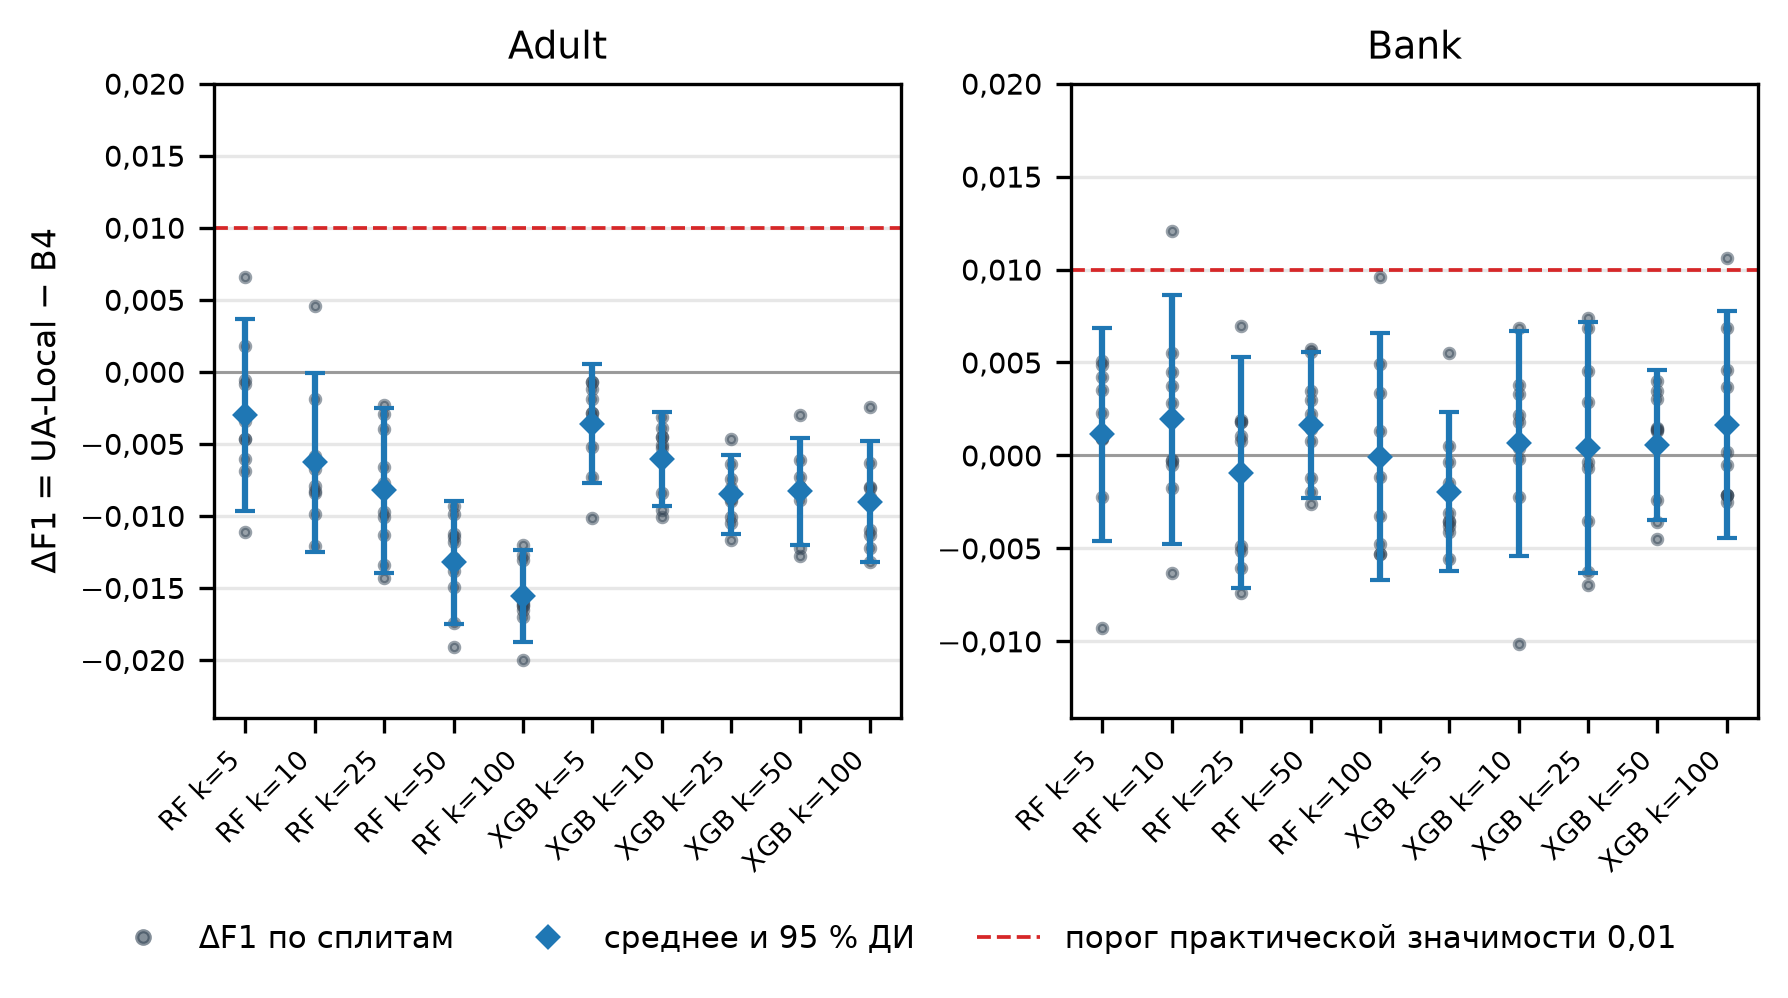 Adult
Bank
ΔF1 = UA-Local − B4
0,020
0,015
0,010
0,005
0,000
−0,005
−0,010
−0,015
−0,020
RF k=5
RF k=10
RF k=25
RF k=50
RF k=100
XGB k=5
XGB k=10
XGB k=25
XGB k=50
XGB k=100
0,020
0,015
0,010
0,005
0,000
−0,005
−0,010
RF k=5
RF k=10
RF k=25
RF k=50
RF k=100
XGB k=5
XGB k=10
XGB k=25
XGB k=50
XGB k=100
ΔF1 по сплитам
среднее и 95 % ДИ
порог практической значимости 0,01